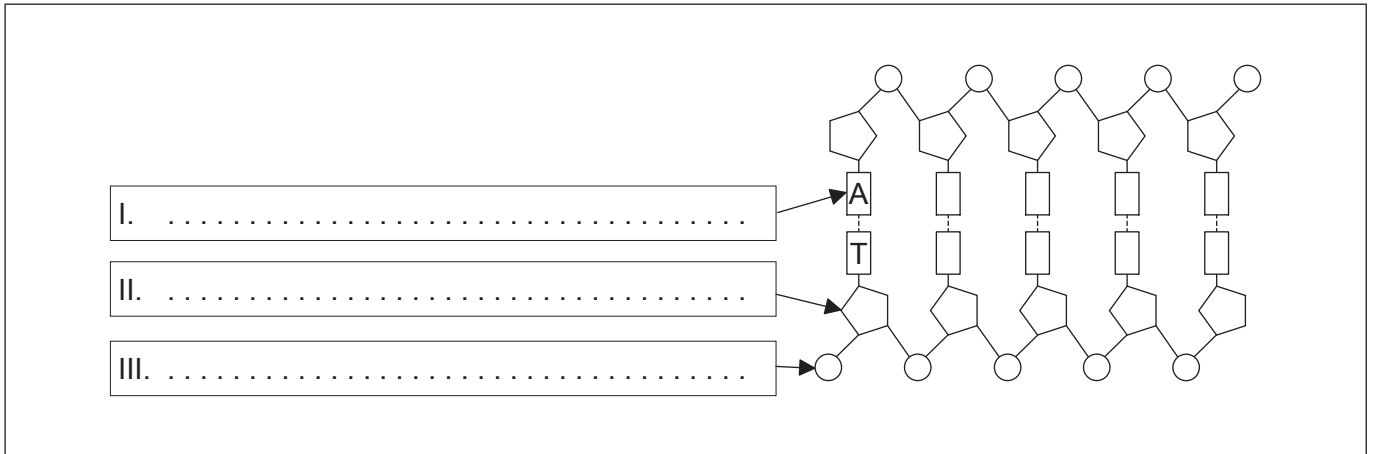 I. . . . . . . . . . . . . . . . . . . . . . . . . . . . . . . . . . . . .
A
T
II. . . . . . . . . . . . . . . . . . . . . . . . . . . . . . . . . . . . .
III. . . . . . . . . . . . . . . . . . . . . . . . . . . . . . . . . . . . .